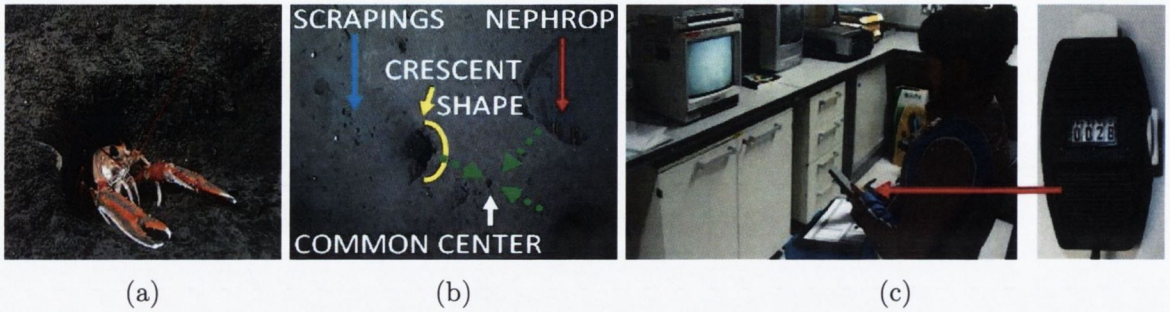 SCRAPINGS NEPHROP
CRESCENT
SHAPE
COMMON CENTER
0028
(a) (b) (c)